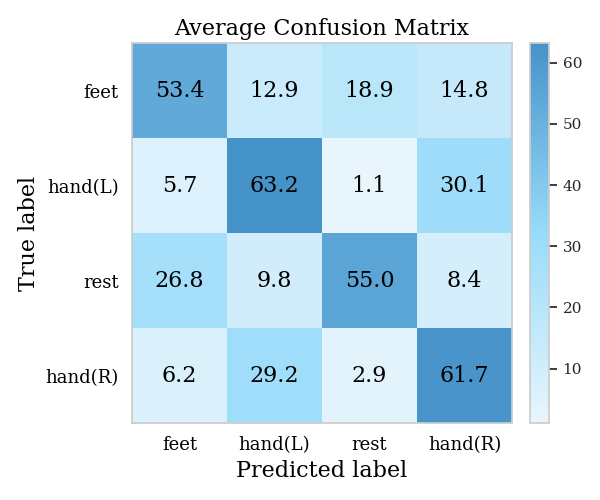 Average Confusion Matrix
True label
feet 53.4 12.9 18.9 14.8
hand(L) 5.7 63.2 1.1 30.1
rest 26.8 9.8 55.0 8.4
hand(R) 6.2 29.2 2.9 61.7
feet hand(L) rest hand(R)
Predicted label
60
50
40
30
20
10